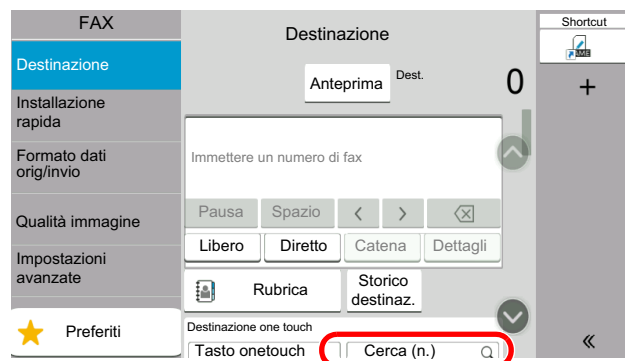 FAX
Destinazione
Installazione
rapida
Formato dati
orig/invio
Qualità immagine
Impostazioni
avanzate
Preferiti
Destinazione
Anteprima
Dest.
0
Immettere un numero di fax
Pausa
Spazio
Libero
Diretto
Catena
Dettagli
Rubrica
Storico
destinaz.
Destinazione one touch
Tasto onetouch
Cerca (n.)
Shortcut
+
«